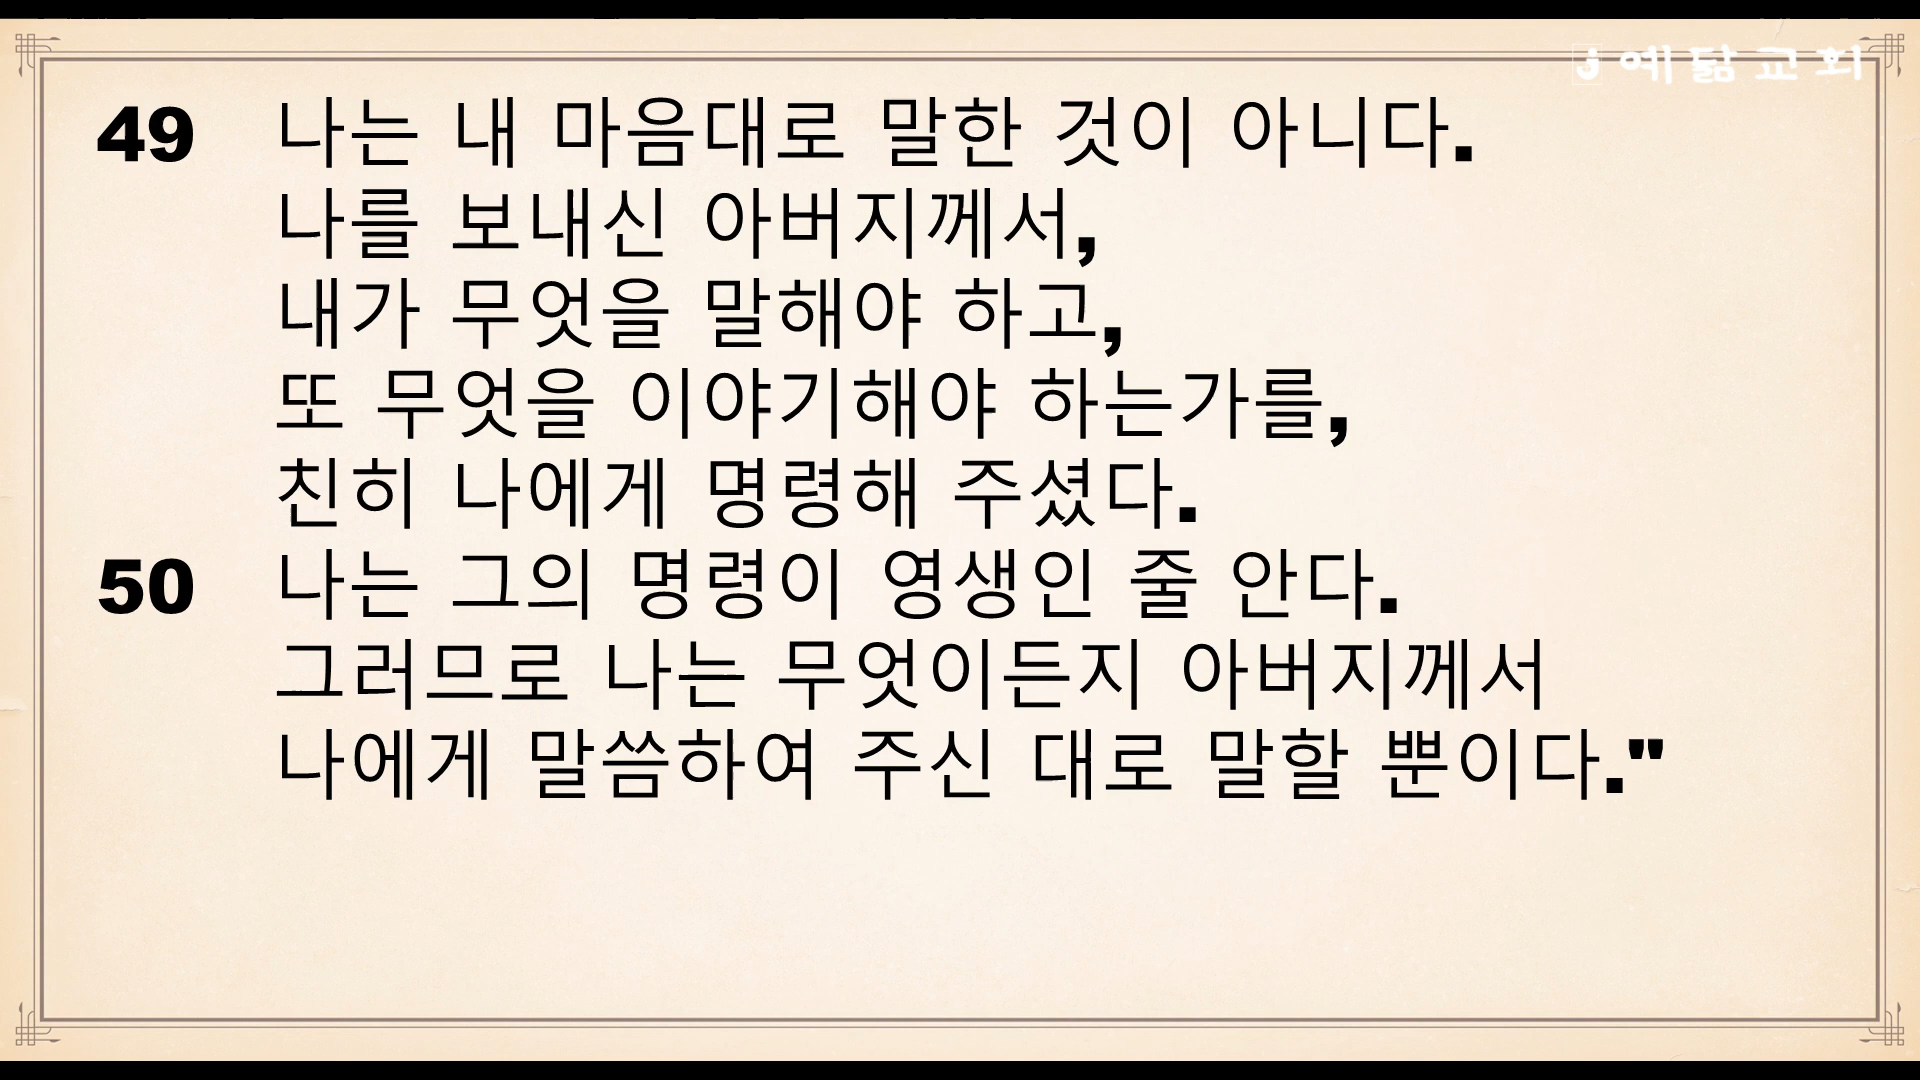 예닮교회
49 나는 내 마음대로 말한 것이 아니다.
나를 보내신 아버지께서,
내가 무엇을 말해야 하고,
또 무엇을 이야기해야 하는가를,
친히 나에게 명령해 주셨다.
50 나는 그의 명령이 영생인 줄 안다.
그러므로 나는 무엇이든지 아버지께서
나에게 말씀하여 주신 대로 말할 뿐이다."